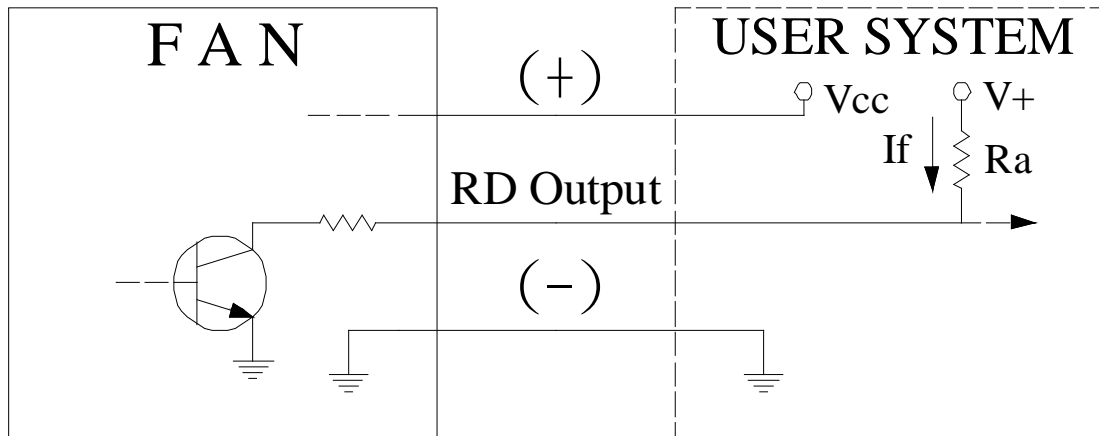 F A N
USER SYSTEM
(+)
Vcc
V+
If
Ra
RD Output
(-)